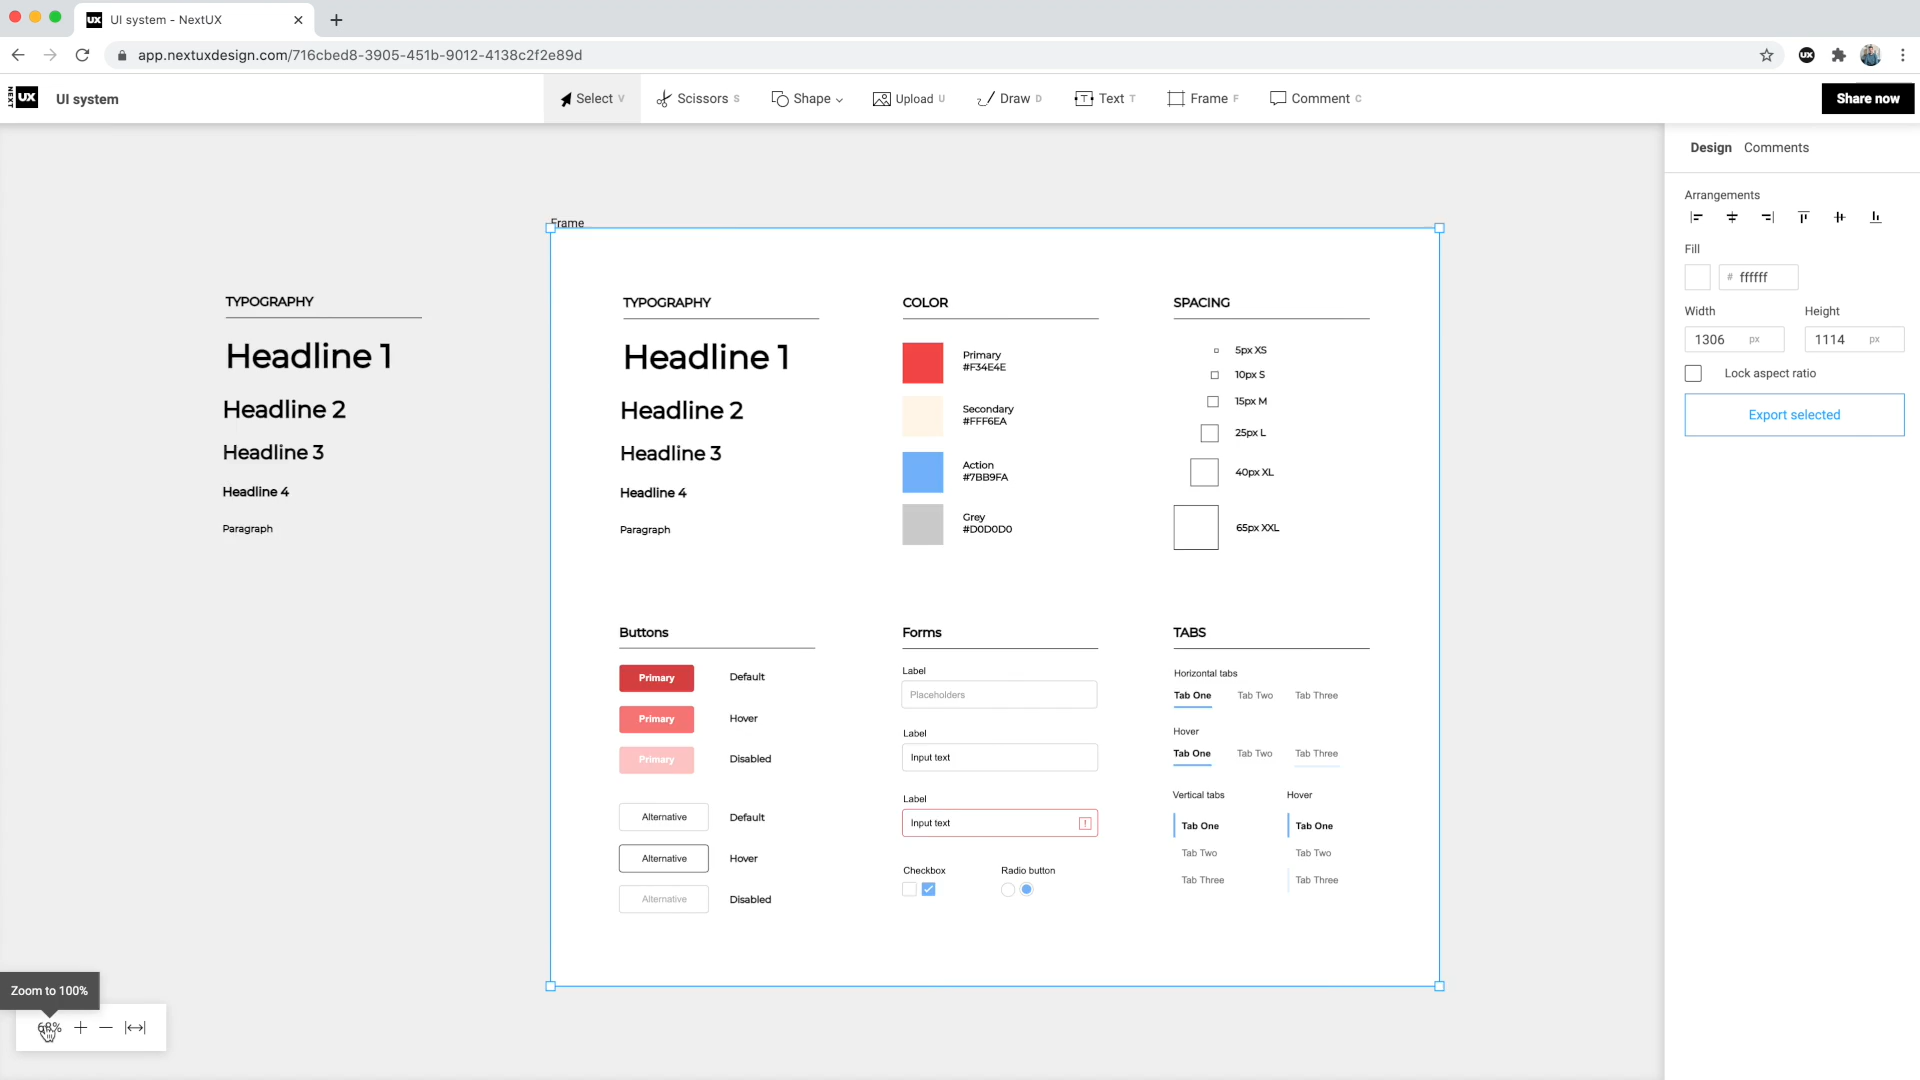 UX UI system - NextUX
app.nextuxdesign.com/716cbed8-3905-451b-9012-4138c2f2e89d
UX
NEXT UX UI system
Select V Scissors S Shape Upload U Draw D Text T Frame F Comment C
Share now
Design Comments
Arrangements
Fill
# ffffff
Width Height
1306 px 1114 px
Lock aspect ratio
Export selected
Frame
TYPOGRAPHY
Headline 1
Headline 2
Headline 3
Headline 4
Paragraph
TYPOGRAPHY
Headline 1
Headline 2
Headline 3
Headline 4
Paragraph
COLOR
Primary
#F34E4E
Secondary
#FFF6EA
Action
#7BB9FA
Grey
#D0D0D0
SPACING
5px XS
10px S
15px M
25px L
40px XL
65px XXL
Buttons
Primary Default
Primary Hover
Primary Disabled
Alternative Default
Alternative Hover
Alternative Disabled
Forms
Label
Placeholders
Label
Input text
Label
Input text !
Checkbox Radio button
TABS
Horizontal tabs
Tab One Tab Two Tab Three
Hover
Tab One Tab Two Tab Three
Vertical tabs Hover
Tab One Tab One
Tab Two Tab Two
Tab Three Tab Three
Zoom to 100%